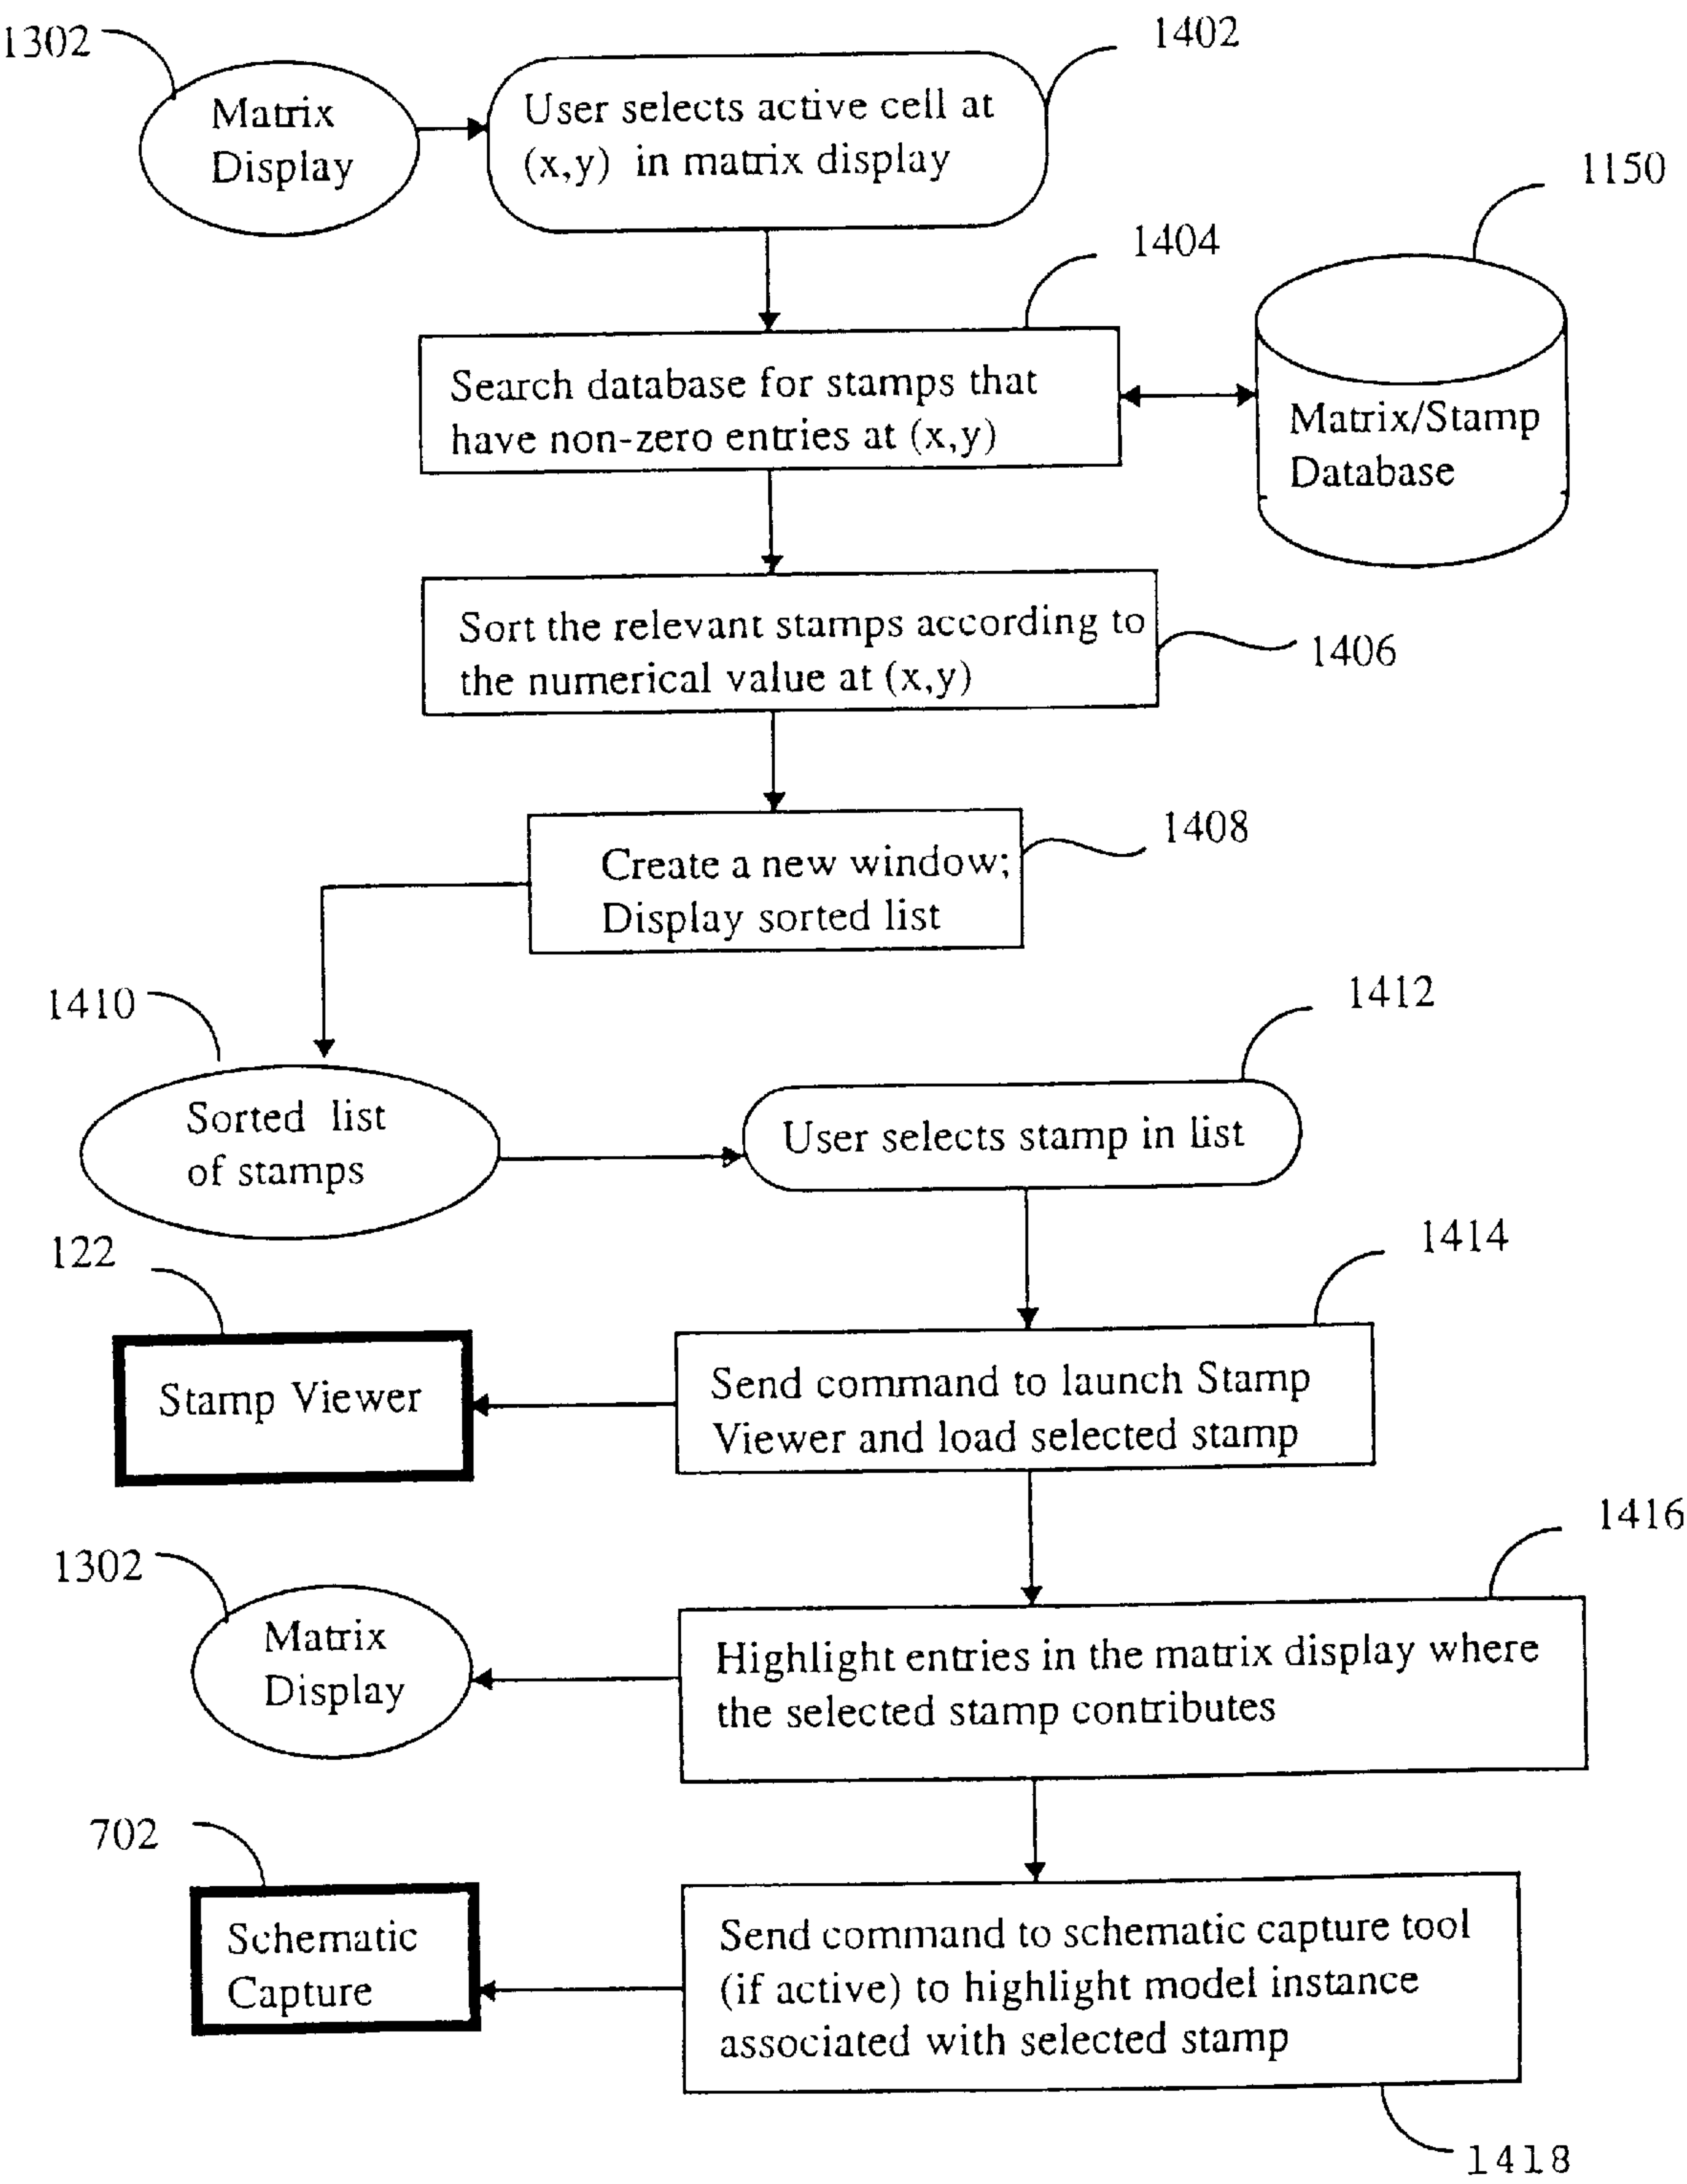 1302
1402
Matrix
Display
User selects active cell at
(x,y) in matrix display
1150
1404
Search database for stamps that
have non-zero entries at (x,y)
Matrix/Stamp
Database
Sort the relevant stamps according to
the numerical value at (x,y)
1406
1408
Create a new window;
Display sorted list
1410
1412
Sorted list
of stamps
User selects stamp in list
122
1414
Stamp Viewer
Send command to launch Stamp
Viewer and load selected stamp
1416
1302
Matrix
Display
Highlight entries in the matrix display where
the selected stamp contributes
702
Schematic
Capture
Send command to schematic capture tool
(if active) to highlight model instance
associated with selected stamp
1418